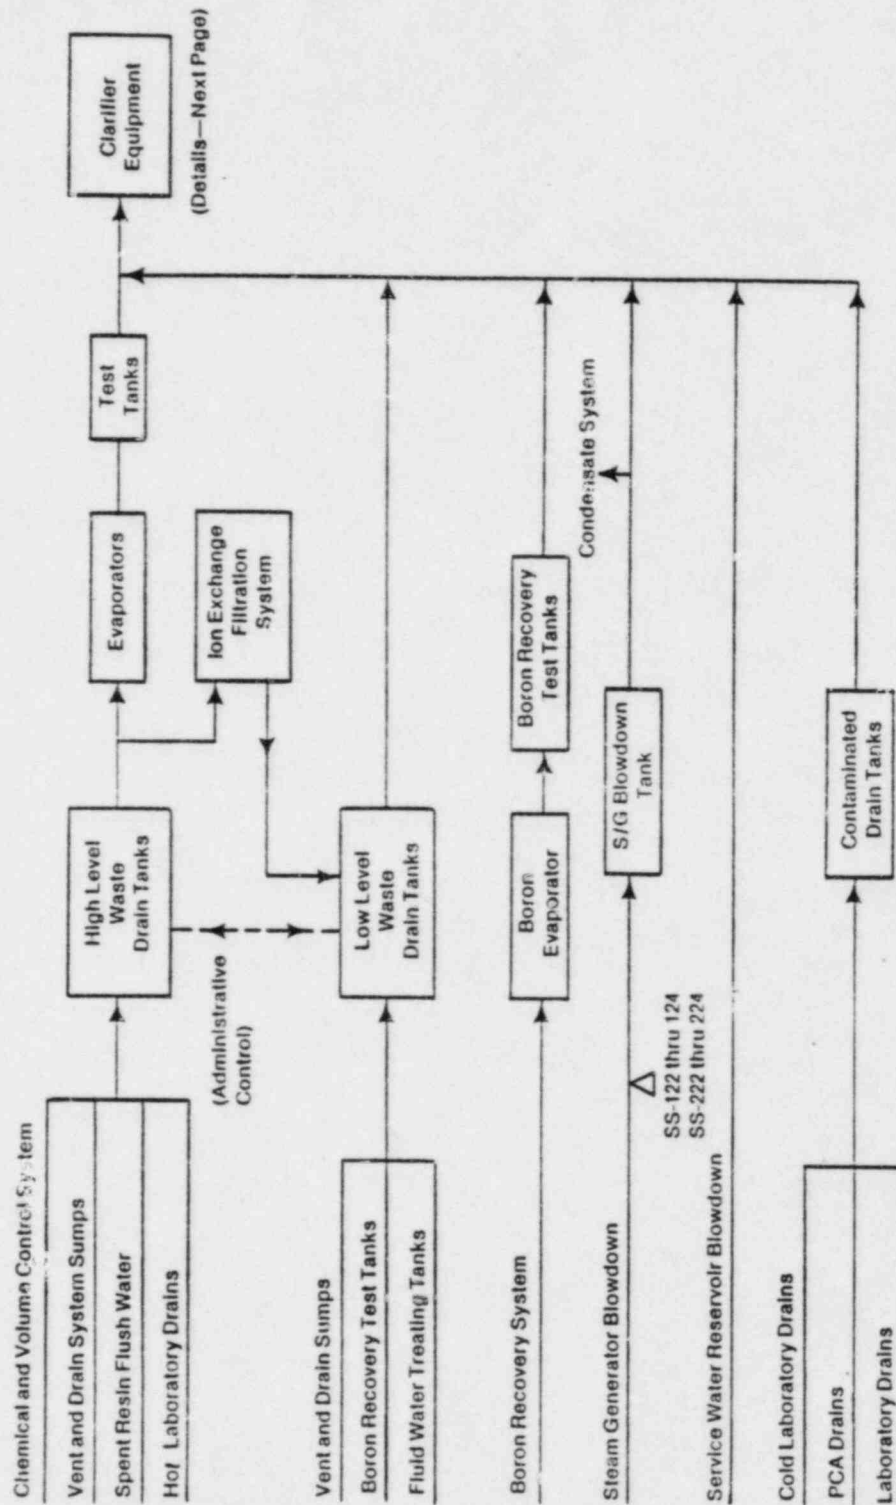 Chemical and Volume Control System
Vent and Drain System Sumps
Spent Resin Flush Water
Hot Laboratory Drains
High Level
Waste
Drain Tanks
Evaporators
Test
Tanks
Clarifier
Equipment
(Details—Next Page)
Ion Exchange
Filtration
System
(Administrative
Control)
Vent and Drain Sumps
Boron Recovery Test Tanks
Fluid Water Treating Tanks
Low Level
Waste
Drain Tanks
Boron Recovery System
Boron
Evaporator
Boron Recovery
Test Tanks
Condensate System
Steam Generator Blowdown
SS-122 thru 124
SS-222 thru 224
S/G Blowdown
Tank
Service Water Reservoir Blowdown
Cold Laboratory Drains
PCA Drains
Laboratory Drains
Contaminated
Drain Tanks